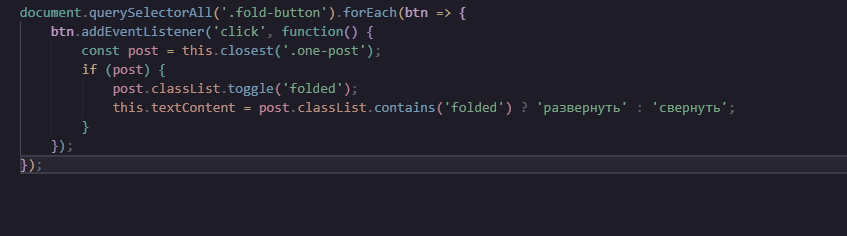 document.querySelectorAll('.fold-button').forEach(btn => {
btn.addEventListener('click', function() {
const post = this.closest('.one-post');
if (post) {
post.classList.toggle('folded');
this.textContent = post.classList.contains('folded') ? 'развернуть' : 'свернуть';
}
});
});